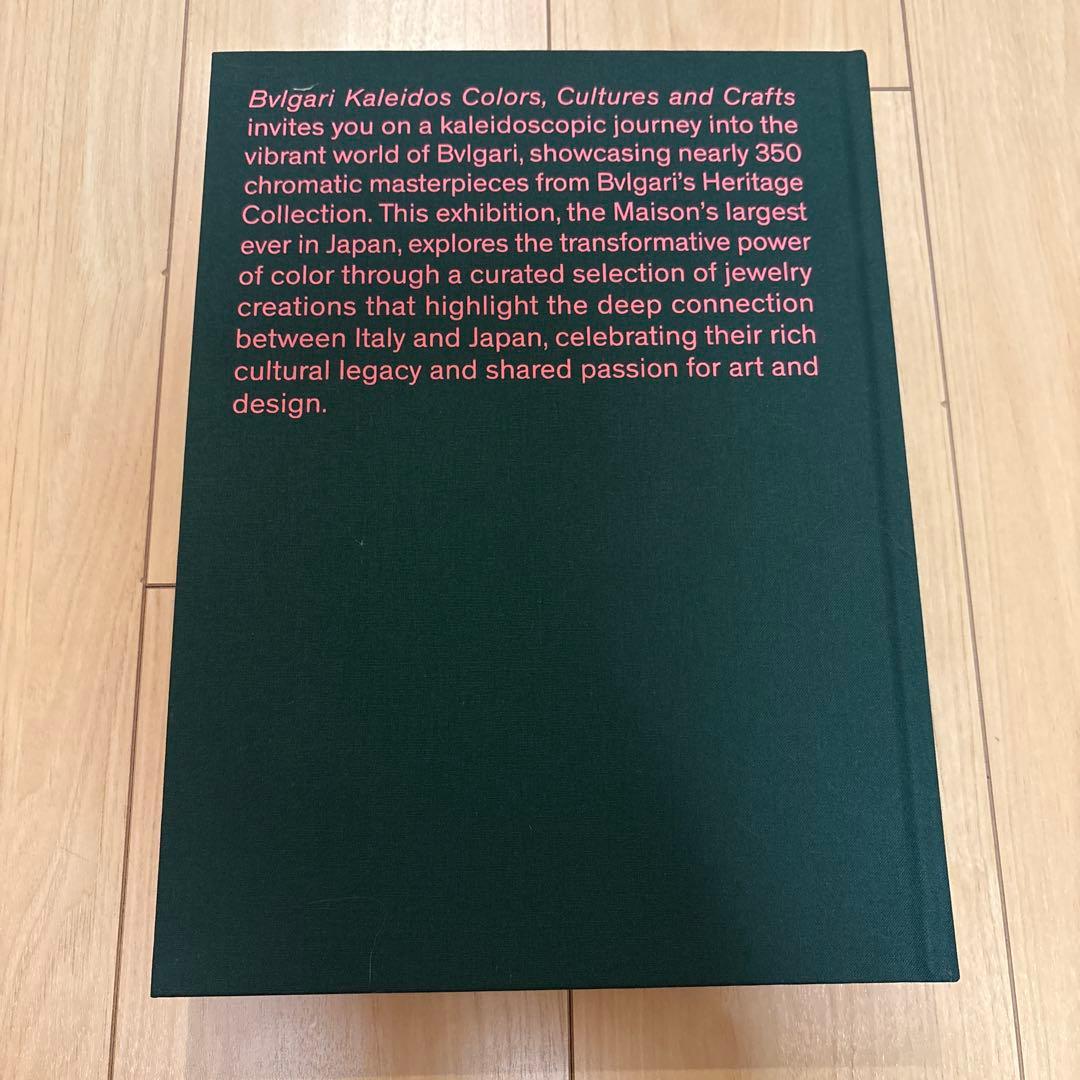 Bvlgari Kaleidos Colors, Cultures and Crafts
invites you on a kaleidoscopic journey into the
vibrant world of Bvlgari, showcasing nearly 350
chromatic masterpieces from Bvlgari's Heritage
Collection. This exhibition, the Maison's largest
ever in Japan, explores the transformative power
of color through a curated selection of jewelry
creations that highlight the deep connection
between Italy and Japan, celebrating their rich
cultural legacy and shared passion for art and
design.